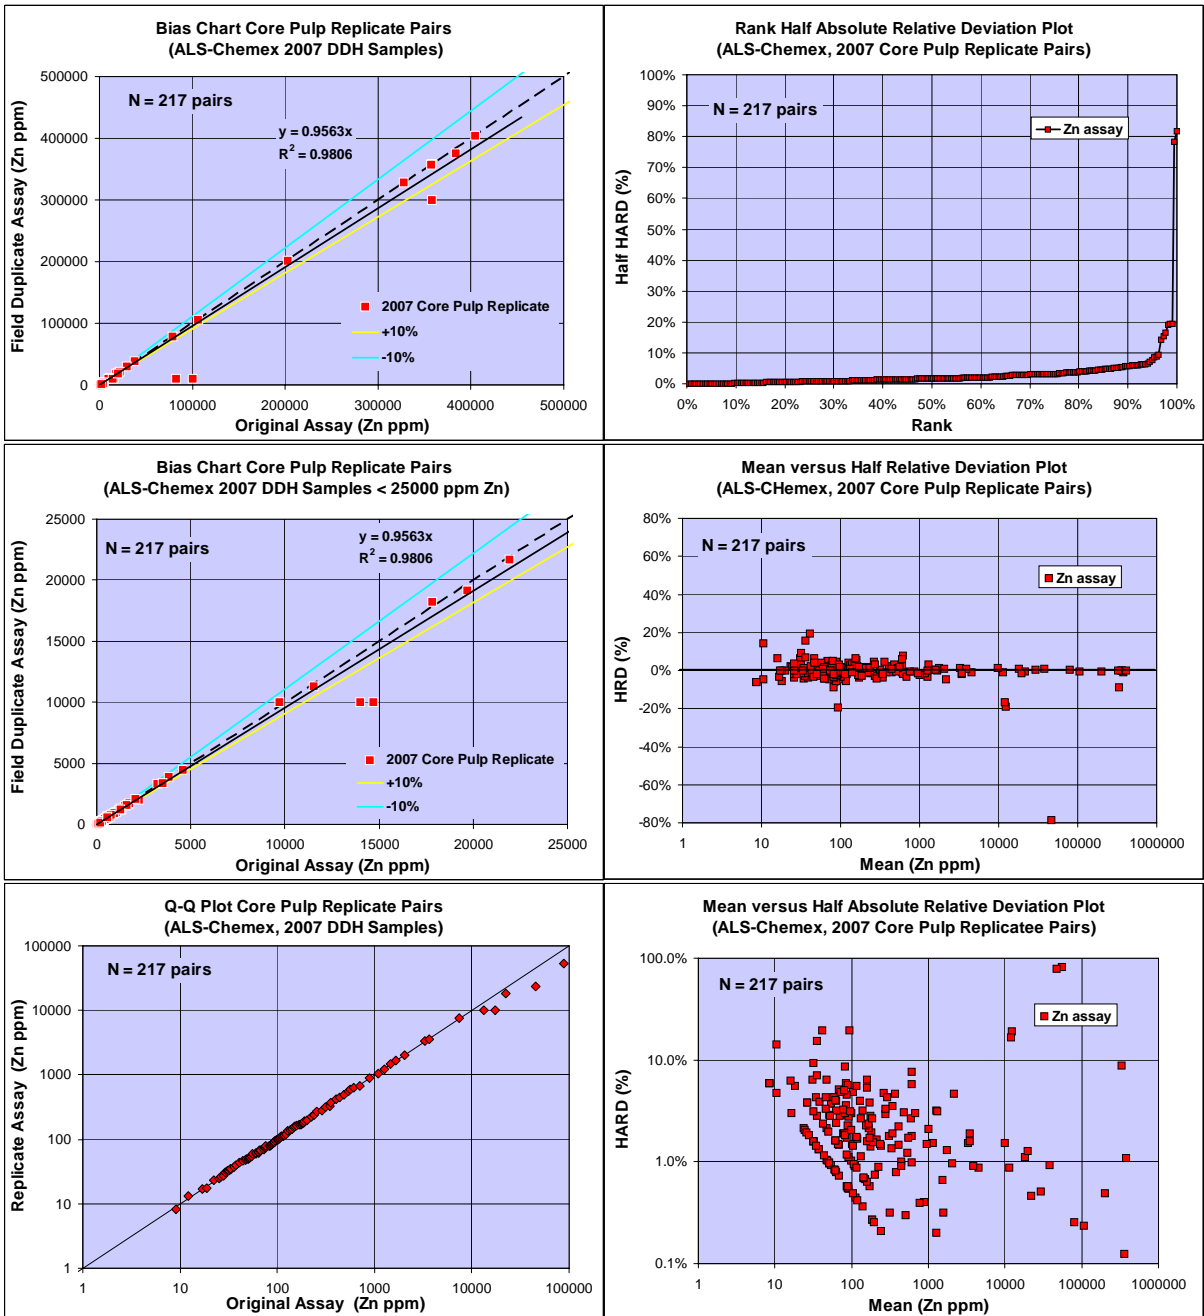 Bias Chart Core Pulp Replicate Pairs
(ALS-Chemex 2007 DDH Samples)
N = 217 pairs
y = 0.9563x
R² = 0.9806
2007 Core Pulp Replicate
+10%
-10%
Field Duplicate Assay (Zn ppm)
500000
400000
300000
200000
100000
0
0 100000 200000 300000 400000 500000
Original Assay (Zn ppm)
Rank Half Absolute Relative Deviation Plot
(ALS-Chemex, 2007 Core Pulp Replicate Pairs)
N = 217 pairs
Zn assay
Half HARD (%)
100%
90%
80%
70%
60%
50%
40%
30%
20%
10%
0%
0% 10% 20% 30% 40% 50% 60% 70% 80% 90% 100%
Rank
Bias Chart Core Pulp Replicate Pairs
(ALS-Chemex 2007 DDH Samples < 25000 ppm Zn)
N = 217 pairs
y = 0.9563x
R² = 0.9806
2007 Core Pulp Replicate
+10%
-10%
Field Duplicate Assay (Zn ppm)
25000
20000
15000
10000
5000
0
0 5000 10000 15000 20000 25000
Original Assay (Zn ppm)
Mean versus Half Relative Deviation Plot
(ALS-CHemex, 2007 Core Pulp Replicate Pairs)
N = 217 pairs
Zn assay
HRD (%)
80%
60%
40%
20%
0%
-20%
-40%
-60%
-80%
1 10 100 1000 10000 100000 1000000
Mean (Zn ppm)
Q-Q Plot Core Pulp Replicate Pairs
(ALS-Chemex, 2007 DDH Samples)
N = 217 pairs
Replicate Assay (Zn ppm)
100000
10000
1000
100
10
1
1 10 100 1000 10000 100000
Original Assay (Zn ppm)
Mean versus Half Absolute Relative Deviation Plot
(ALS-Chemex, 2007 Core Pulp Replicatee Pairs)
N = 217 pairs
Zn assay
HARD (%)
100.0%
10.0%
1.0%
0.1%
1 10 100 1000 10000 100000 1000000
Mean (Zn ppm)